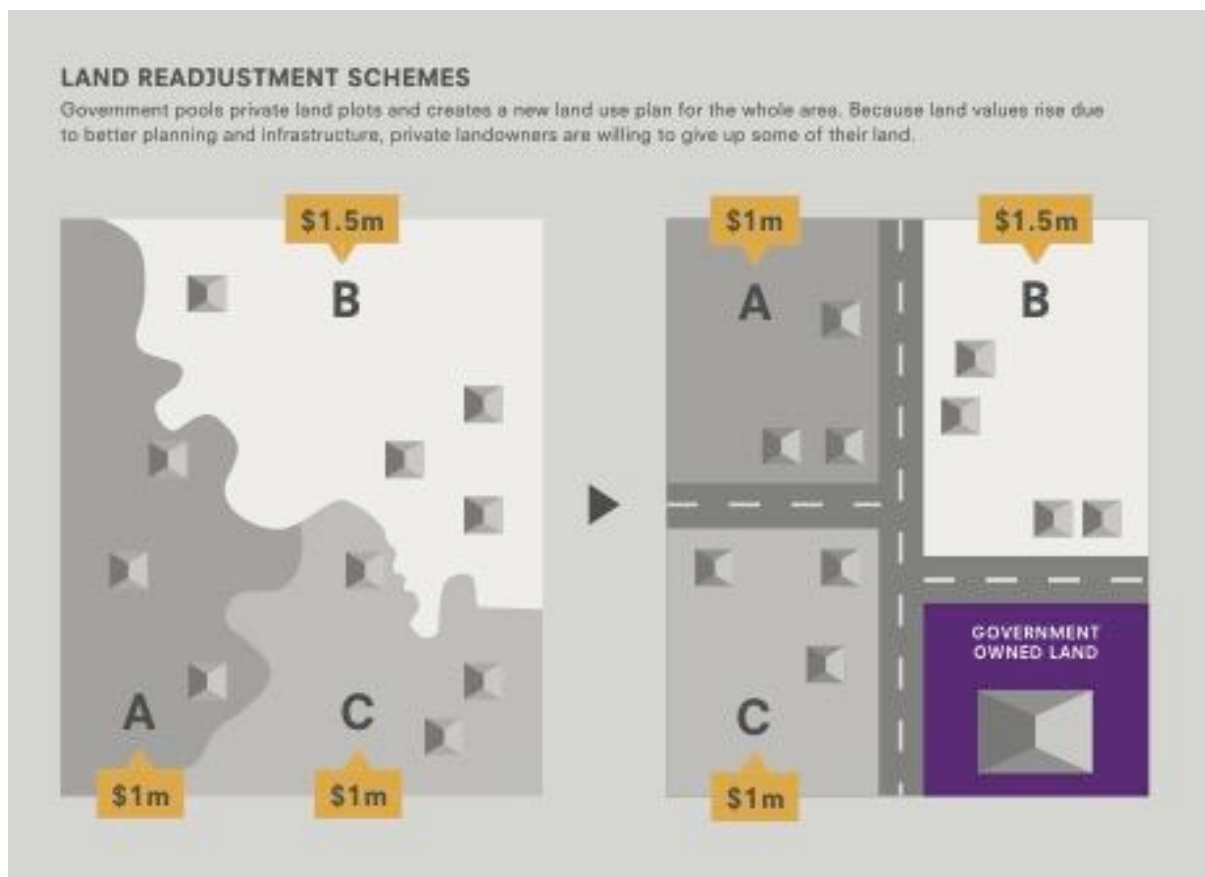 LAND READJUSTMENT SCHEMES
Government pools private land plots and creates a new land use plan for the whole area. Because land values rise due
to better planning and infrastructure, private landowners are willing to give up some of their land.
$1.5m
B
A
$1m
C
$1m
$1m
A
$1.5m
B
GOVERNMENT
OWNED LAND
C
$1m